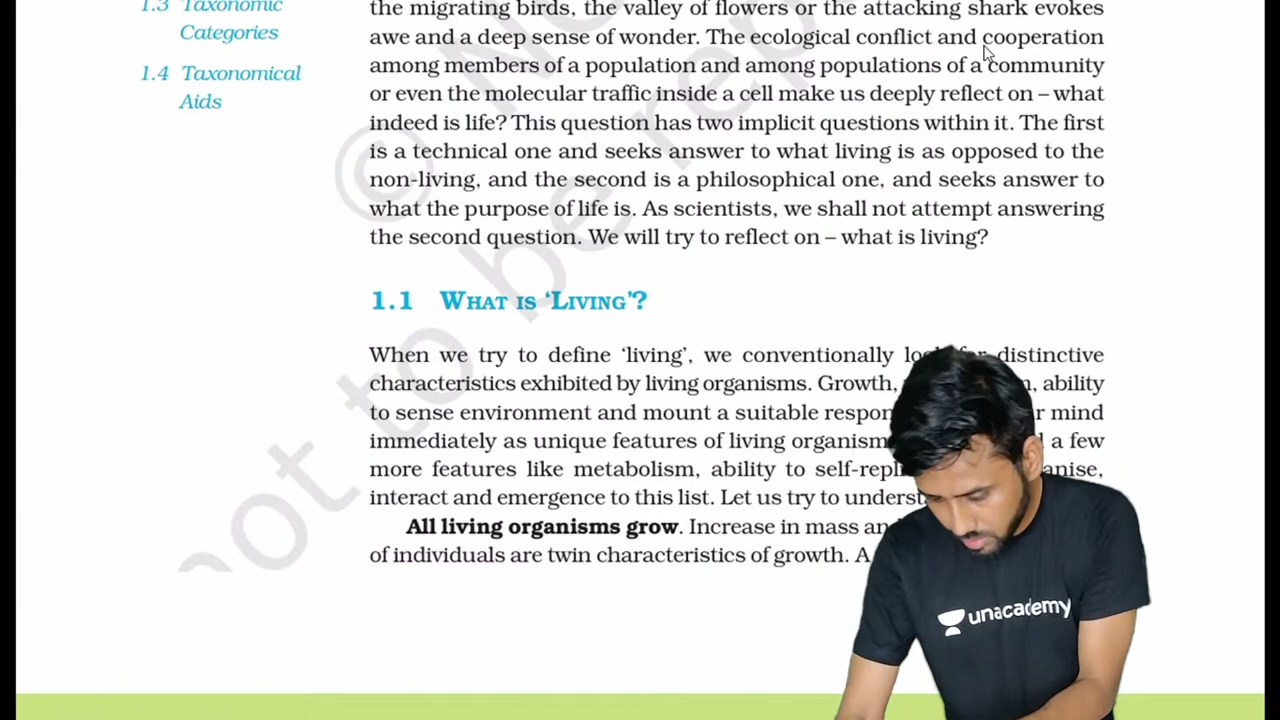 1.3 Taxonomic
Categories
1.4 Taxonomical
Aids
the migrating birds, the valley of flowers or the attacking shark evokes
awe and a deep sense of wonder. The ecological conflict and cooperation
among members of a population and among populations of a community
or even the molecular traffic inside a cell make us deeply reflect on – what
indeed is life? This question has two implicit questions within it. The first
is a technical one and seeks answer to what living is as opposed to the
non-living, and the second is a philosophical one, and seeks answer to
what the purpose of life is. As scientists, we shall not attempt answering
the second question. We will try to reflect on – what is living?
1.1 What is ‘Living’?
When we try to define ‘living’, we conventionally distinctive
characteristics exhibited by living organisms. Growth, ability
to sense environment and mount a suitable mind
immediately as unique features of living a few
more features like metabolism, ability to
interact and emergence to this list. Let us try to
All living organisms grow. Increase in mass
of individuals are twin characteristics of growth. A
© not to be
unacademy